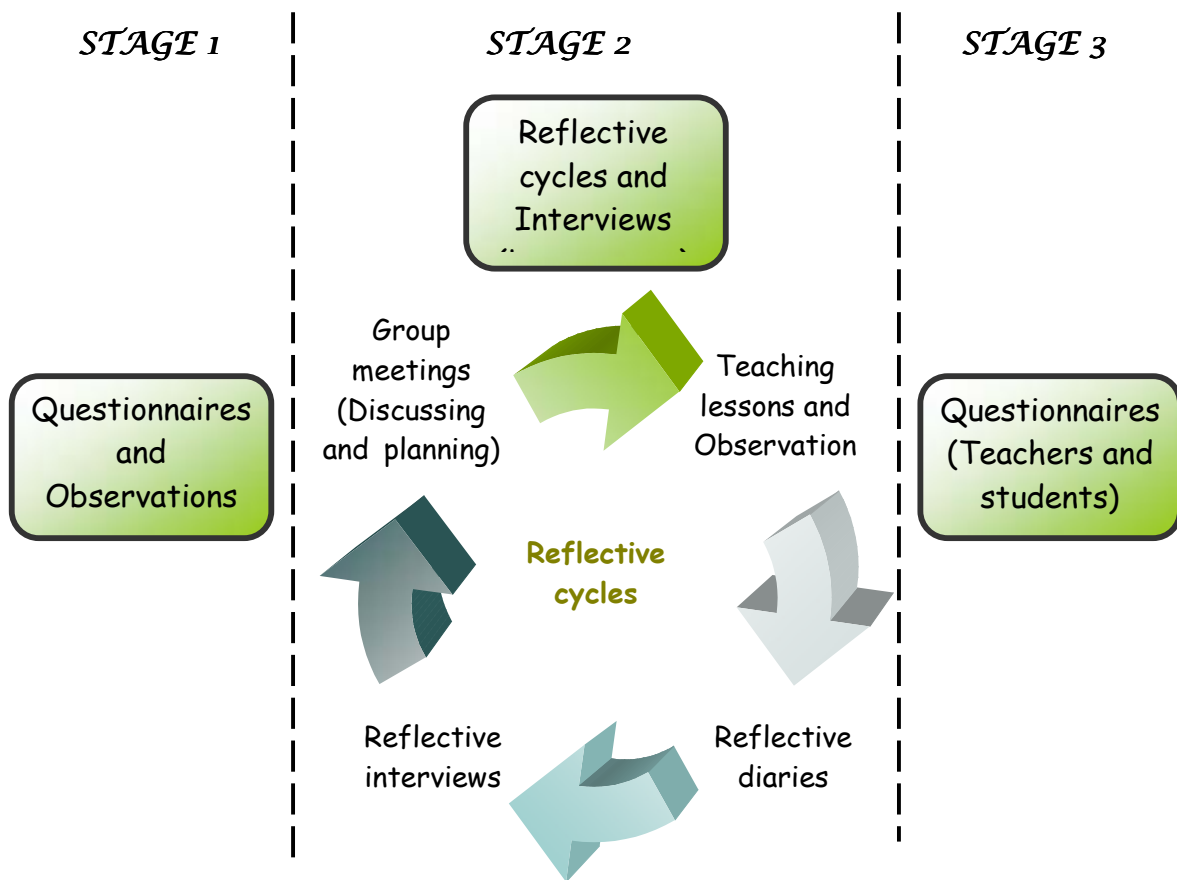 STAGE 1
STAGE 2
STAGE 3
Reflective
cycles and
Interviews
Group
meetings
(Discussing
and planning)
Teaching
lessons and
Observation
Questionnaires
and
Observations
Questionnaires
(Teachers and
students)
Reflective
cycles
Reflective
interviews
Reflective
diaries